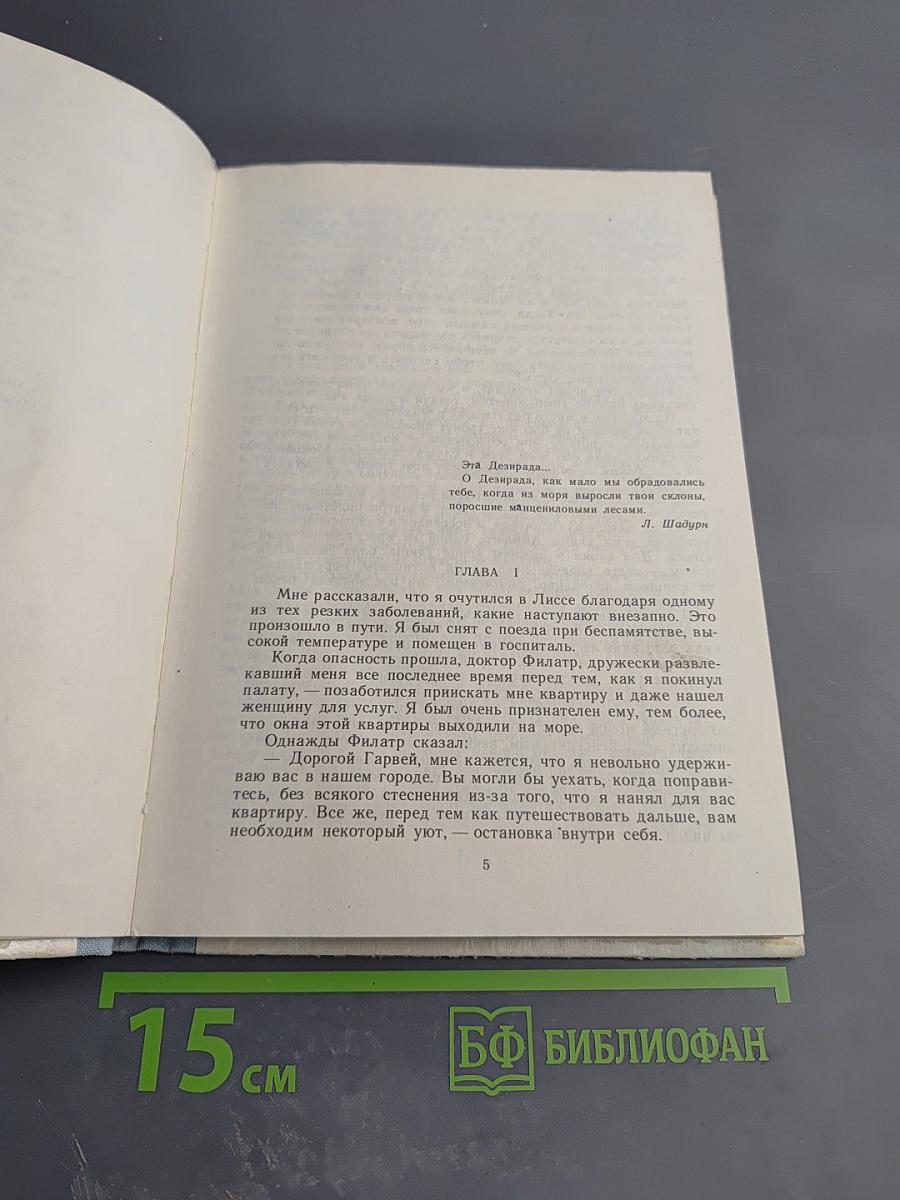 Эта Дезирада...
О Дезирада, как мало мы обрадовались
тебе, когда из моря выросли твои склоны,
поросшие манцениловыми лесами.
Л. Шадурн
ГЛАВА I
Мне рассказали, что я очутился в Лиссе благодаря одному
из тех резких заболеваний, какие наступают внезапно. Это
произошло в пути. Я был снят с поезда при беспамятстве, вы-
сокой температуре и помещен в госпиталь.
Когда опасность прошла, доктор Филатр, дружески развле-
кавший меня все последнее время перед тем, как я покинул
палату, — позаботился приискать мне квартиру и даже нашел
женщину для услуг. Я был очень признателен ему, тем более,
что окна этой квартиры выходили на море.
Однажды Филатр сказал:
— Дорогой Гарвей, мне кажется, что я невольно удержи-
ваю вас в нашем городе. Вы могли бы уехать, когда поправи-
тесь, без всякого стеснения из-за того, что я нанял для вас
квартиру. Все же, перед тем как путешествовать дальше, вам
необходим некоторый уют, — остановка внутри себя.
5
15 см
БФ БИБЛИОФАН